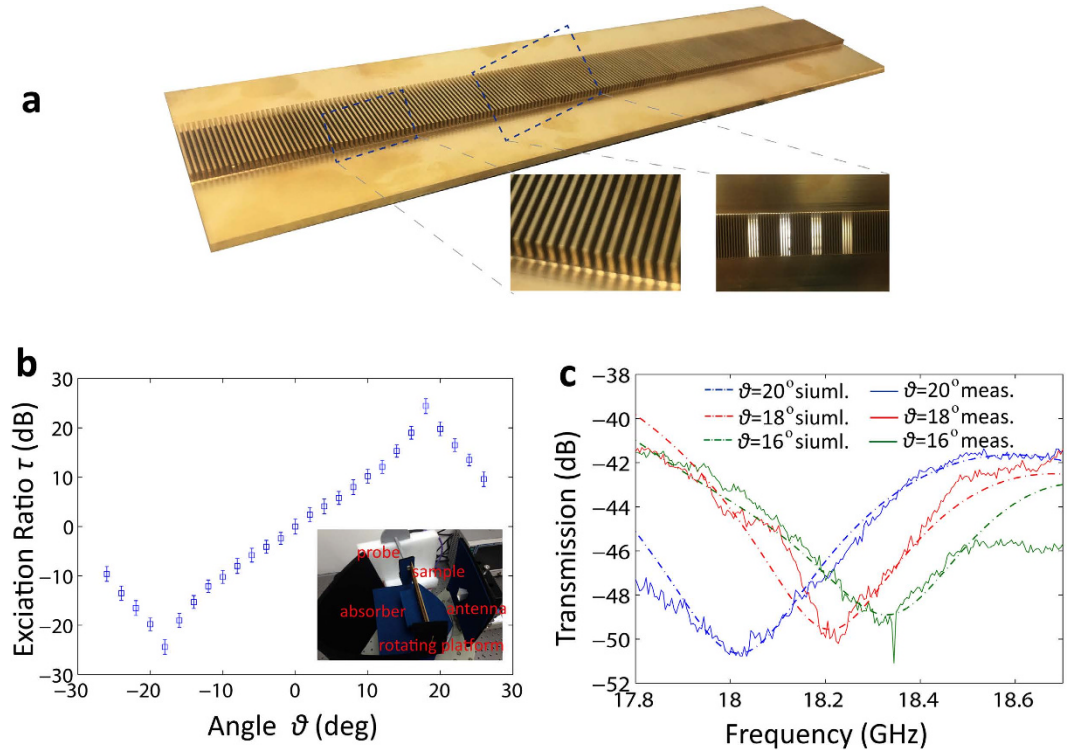 a
b
30
20
10
0
−10
−20
−30
−30
−20
−10
0
10
20
30
Exciation Ratio τ (dB)
Angle ϑ (deg)
probe
sample
absorber
antenna
rotating platform
c
−38
−40
−42
−44
−46
−48
−50
−52
17.8
18
18.2
18.4
18.6
Transmission (dB)
Frequency (GHz)
ϑ=20° siuml.
ϑ=20° meas.
ϑ=18° siuml.
ϑ=18° meas.
ϑ=16° siuml.
ϑ=16° meas.